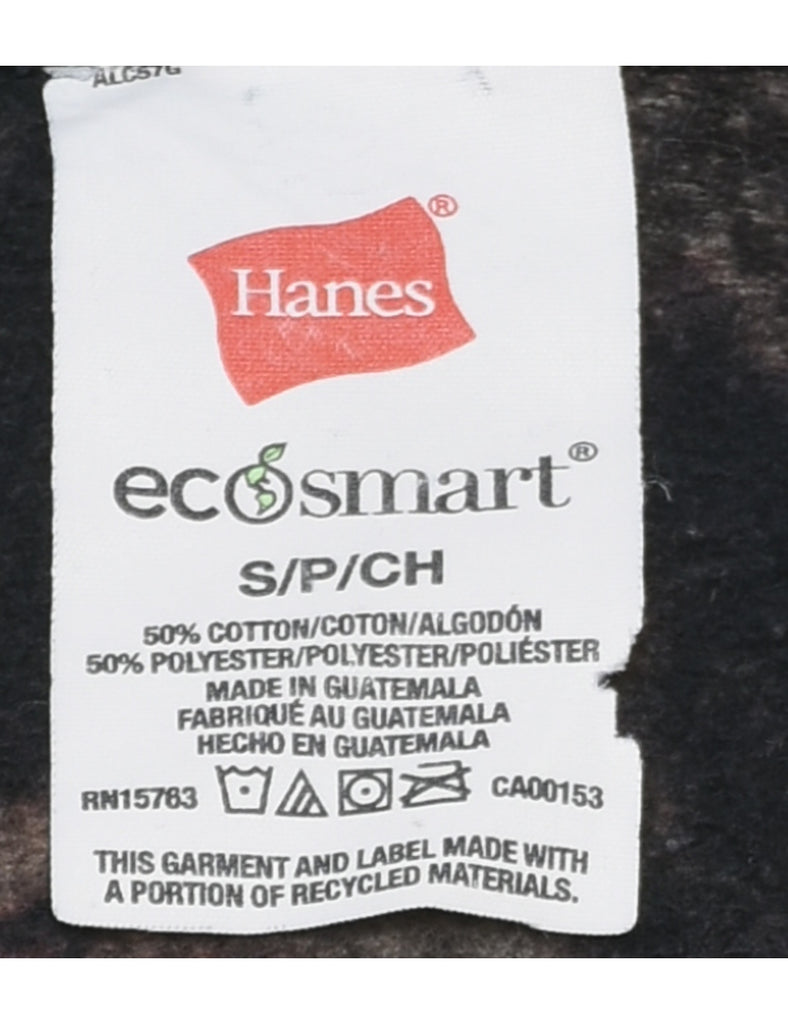 Hanes®
ecosmart®
S/P/CH
50% COTTON/COTON/ALGODÓN
50% POLYESTER/POLYESTER/POLIÉSTER
MADE IN GUATEMALA
FABRIQUÉ AU GUATEMALA
HECHO EN GUATEMALA
RN15763 CA00153
THIS GARMENT AND LABEL MADE WITH
A PORTION OF RECYCLED MATERIALS.